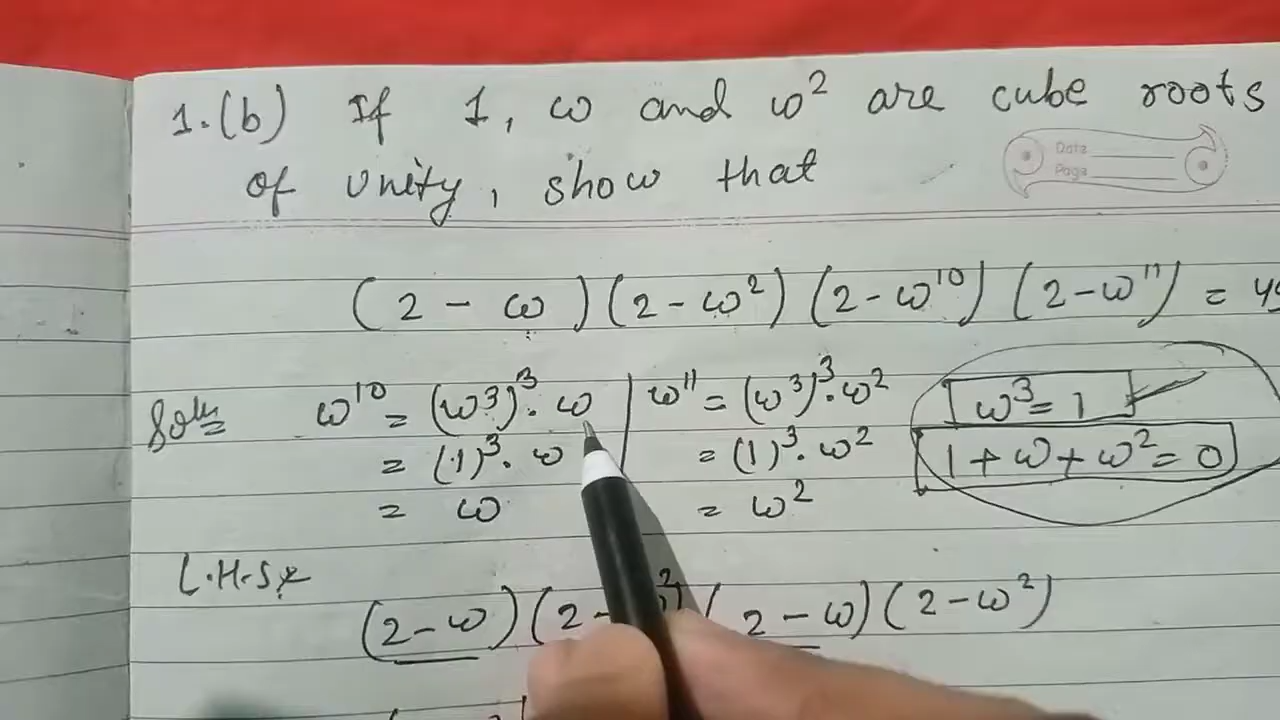 1.(b) If 1, ω and ω² are cube roots
Date
Page
of unity, show that
(2 - ω)(2 - ω²)(2 - ω¹⁰)(2 - ω¹¹) = 49
Soln ω¹⁰ = (ω³)³ · ω
= (1)³ · ω
= ω
ω¹¹ = (ω³)³ · ω²
= (1)³ · ω²
= ω²
ω³ = 1
1 + ω + ω² = 0
L.H.S
(2 - ω)(2 - ω²)(2 - ω)(2 - ω²)